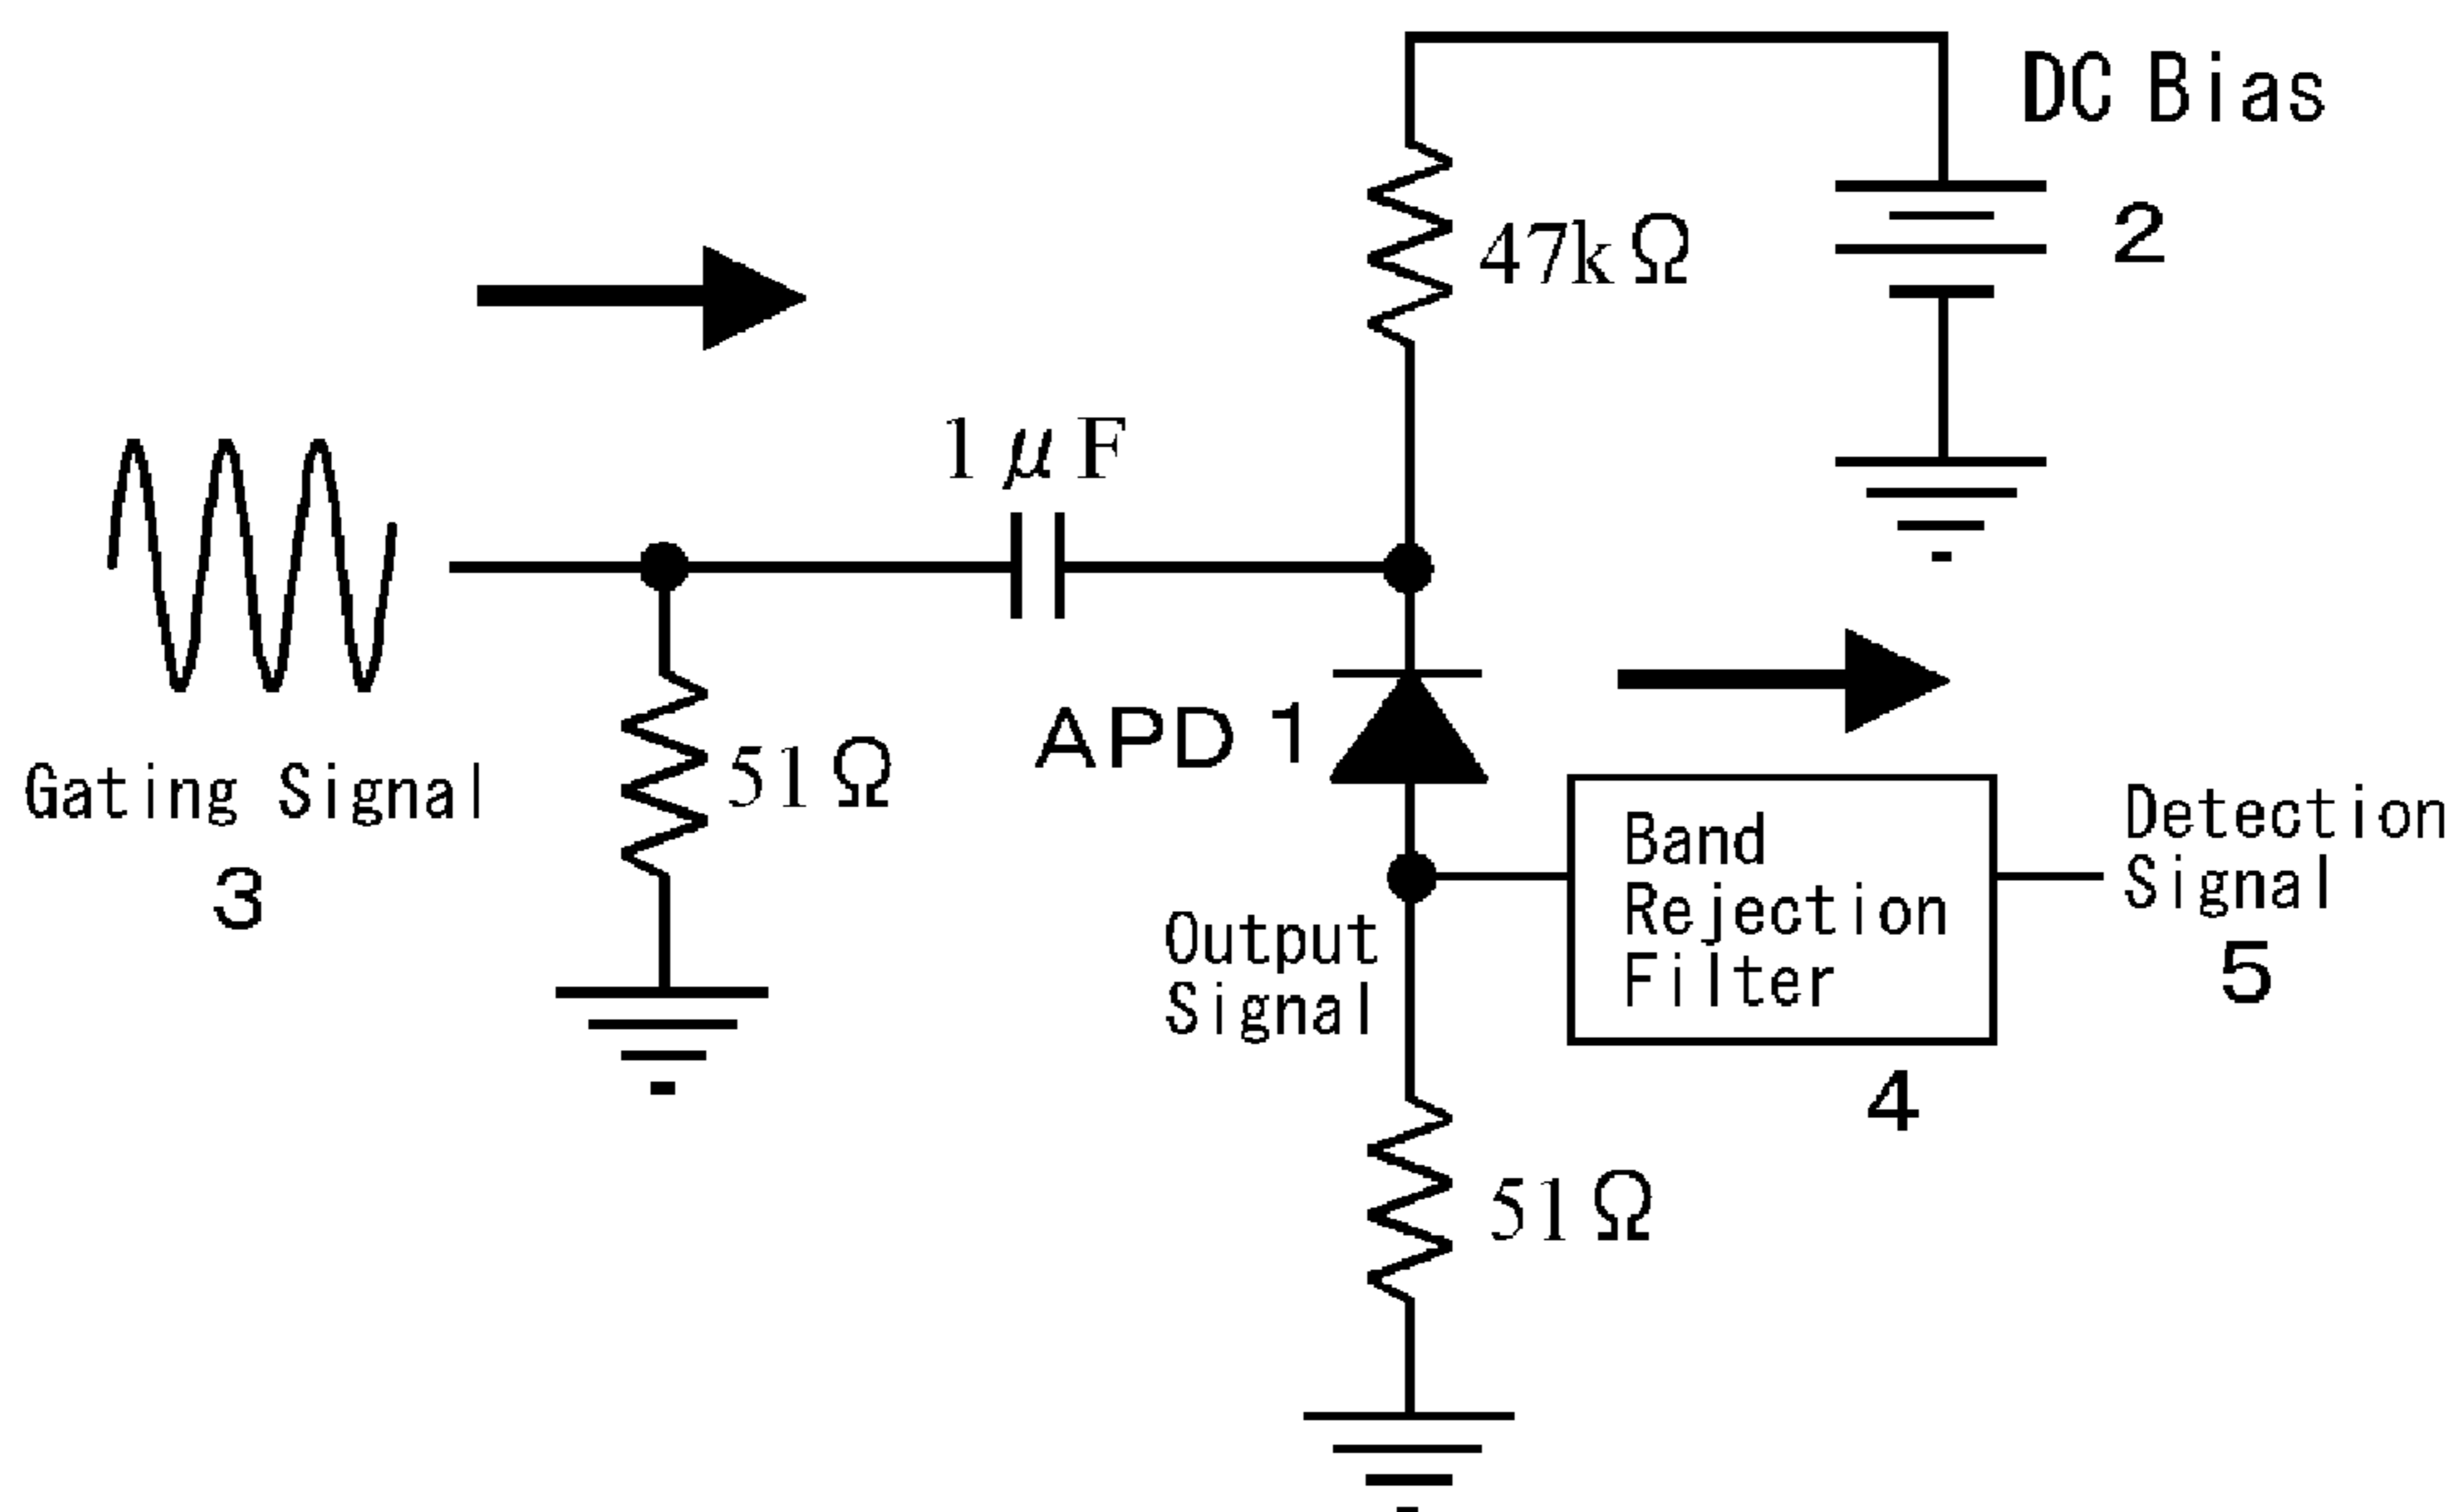 DC Bias
2
47kΩ
1μF
Gating Signal
3
51Ω
APD 1
Band
Rejection
Filter
4
Detection
Signal
5
Output
Signal
51Ω